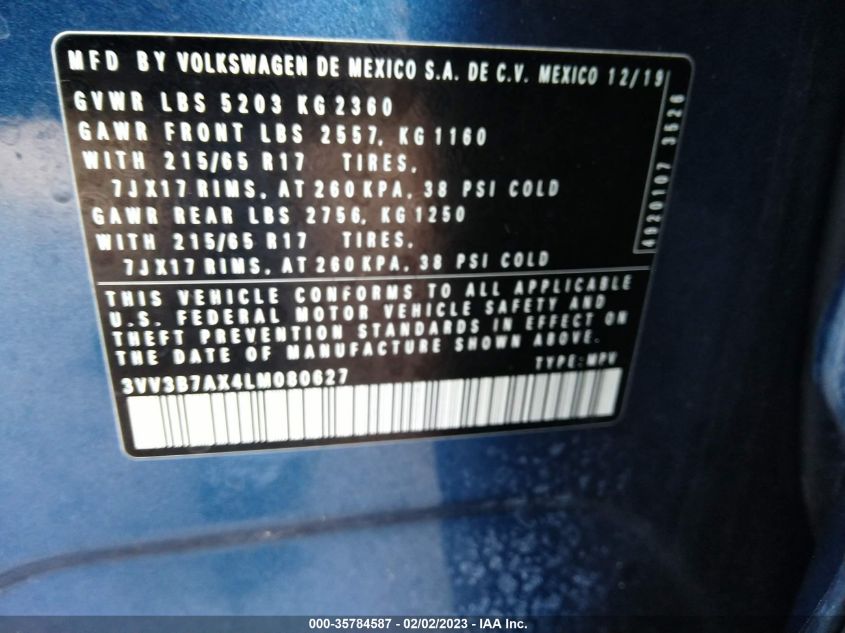 MFD BY VOLKSWAGEN DE MEXICO S.A. DE C.V. MEXICO 12/19
GVWR LBS 5203 KG 2360
GAWR FRONT LBS 2557, KG 1160
WITH 215/65 R17 TIRES,
7JX17 RIMS, AT 260 KPA, 38 PSI COLD
GAWR REAR LBS 2756, KG 1250
WITH 215/65 R17 TIRES,
7JX17 RIMS, AT 260 KPA, 38 PSI COLD
4920107 3626
THIS VEHICLE CONFORMS TO ALL APPLICABLE
U.S. FEDERAL MOTOR VEHICLE SAFETY AND
THEFT PREVENTION STANDARDS IN EFFECT ON
THE DATE OF MANUFACTURE SHOWN ABOVE.
TYPE: MPV
3VV3B7AX4LM080627
000-35784587 - 02/02/2023 - IAA Inc.